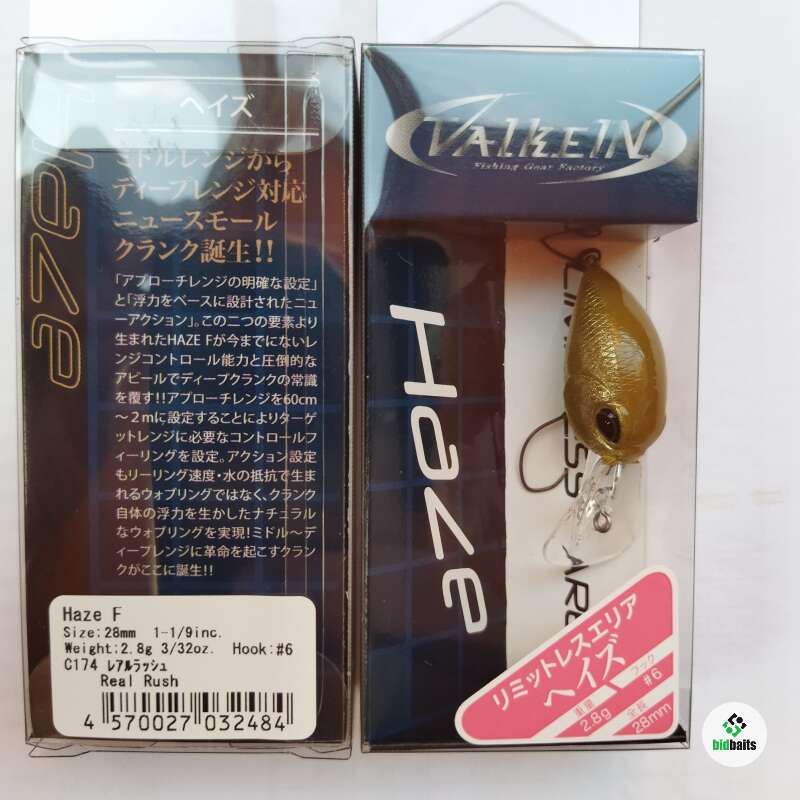 Haze
ヘイズ
ミドルレンジから
ディープレンジ対応
ニュースモール
クランク誕生!!
「アプローチレンジの明確な設定」
と「浮力をベースに設計されたニュ
ーアクション」。この二つの要素より
生まれたHAZE Fが今までにないレ
ンジコントロール能力と圧倒的な
アピールでディープクランクの常識
を覆す!!アプローチレンジを60cm
〜2mに設定することによりターゲ
ットレンジに必要なコントロールフ
ィーリングを設定。アクション設定
もリーリング速度・水の抵抗で生ま
れるウォブリングではなく、クランク
自体の浮力を生かしたナチュラル
なウォブリングを実現!ミドル〜ディ
ープレンジに革命を起こすクラン
クがここに誕生!!
Haze F
Size:28mm 1-1/9inc.
Weight:2.8g 3/32oz. Hook:#6
C174 レアルラッシュ
Real Rush
4 570027 032484
ValkeIN
Fishing Gear Factory
Haze
リミットレスエリア
ヘイズ
重量 2.8g
フック #6
全長 28mm
bidbaits